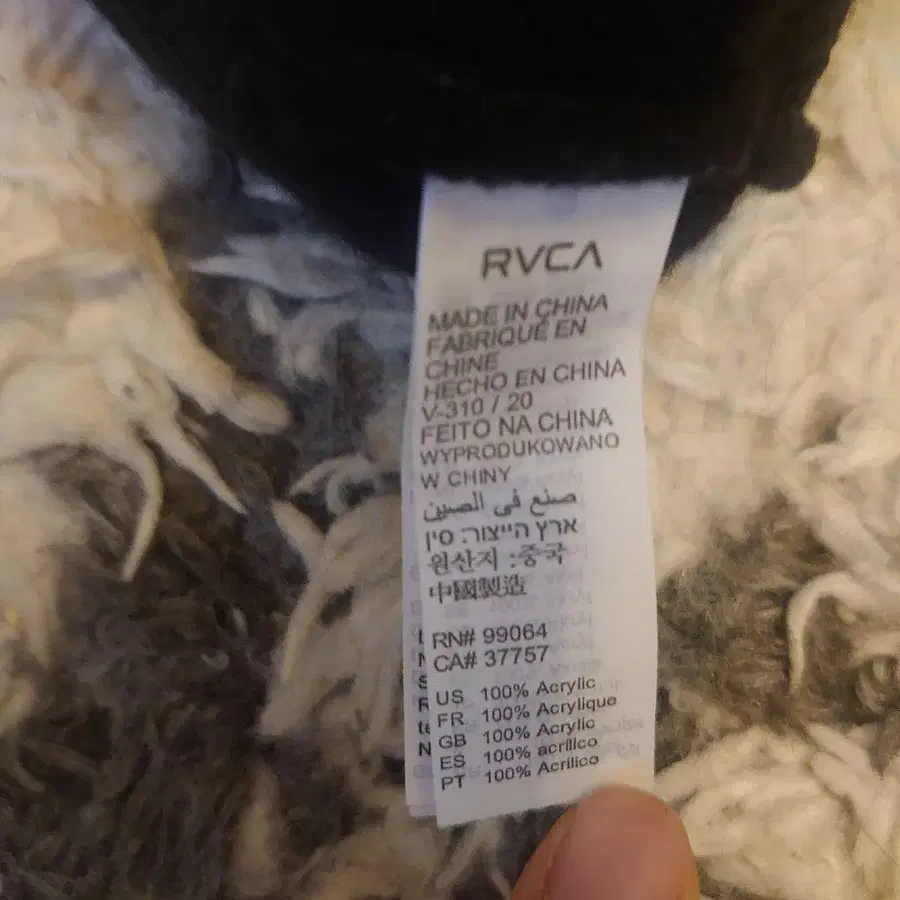 RVCA
MADE IN CHINA
FABRIQUÉ EN
CHINE
HECHO EN CHINA
V-310 / 20
FEITO NA CHINA
WYPRODUKOWANO
W CHINY
صنع في الصين
ארץ הייצור: סין
원산지 :중국
中國製造
RN# 99064
CA# 37757
US 100% Acrylic
FR 100% Acrylique
GB 100% Acrylic
ES 100% acrílico
PT 100% Acrílico